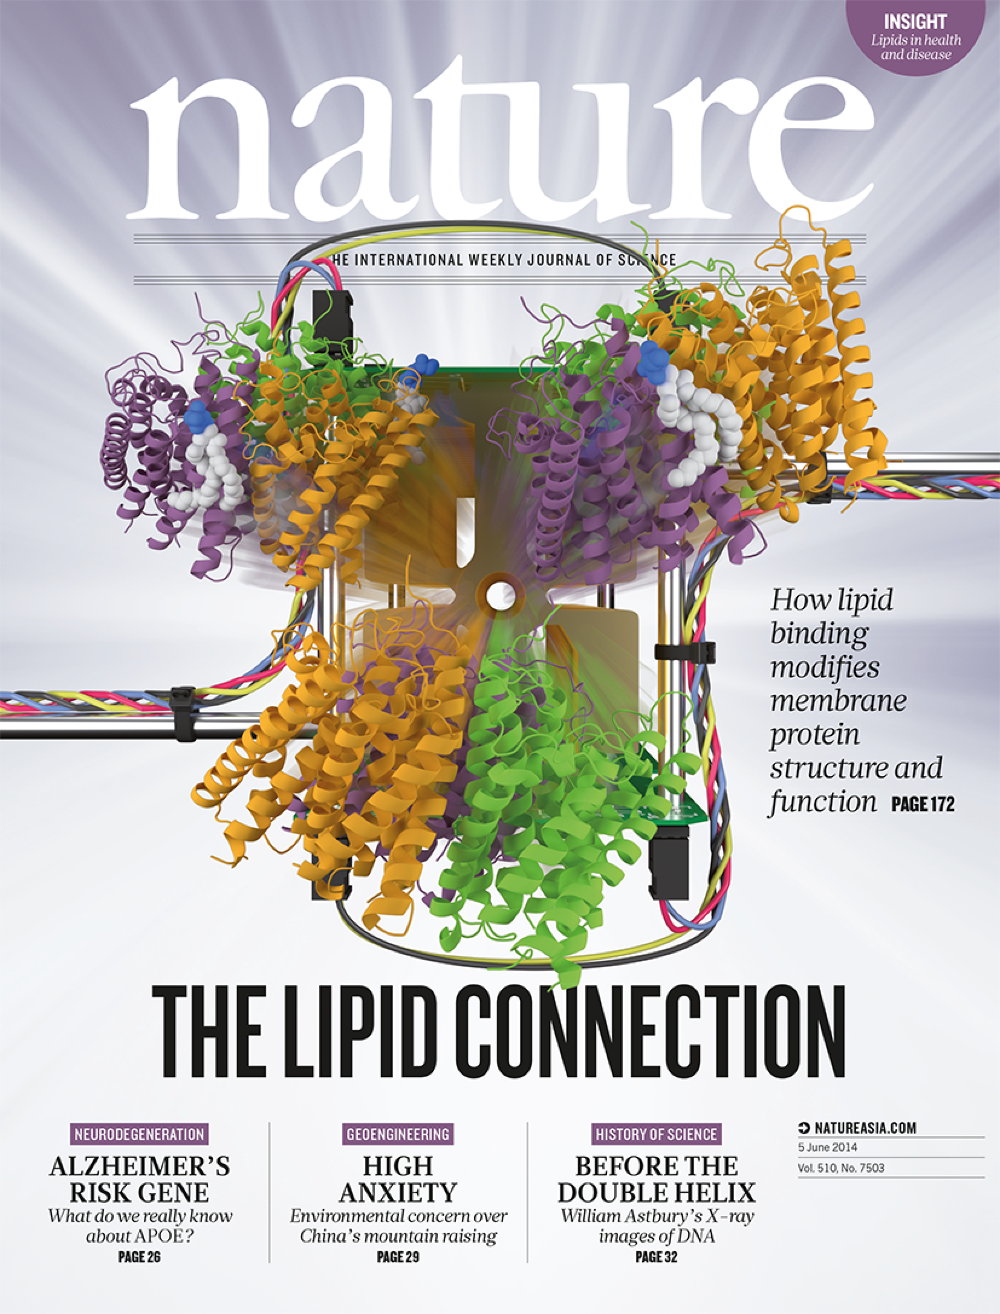 INSIGHT
Lipids in health
and disease
nature
HE INTERNATIONAL WEEKLY JOURNAL OF SCIENCE
How lipid
binding
modifies
membrane
protein
structure and
function PAGE 172
THE LIPID CONNECTION
NEURODEGENERATION
ALZHEIMER'S
RISK GENE
What do we really know
about APOE?
PAGE 26
GEOENGINEERING
HIGH
ANXIETY
Environmental concern over
China's mountain raising
PAGE 29
HISTORY OF SCIENCE
BEFORE THE
DOUBLE HELIX
William Astbury's X-ray
images of DNA
PAGE 32
NATUREASIA.COM
5 June 2014
Vol. 510, No. 7503